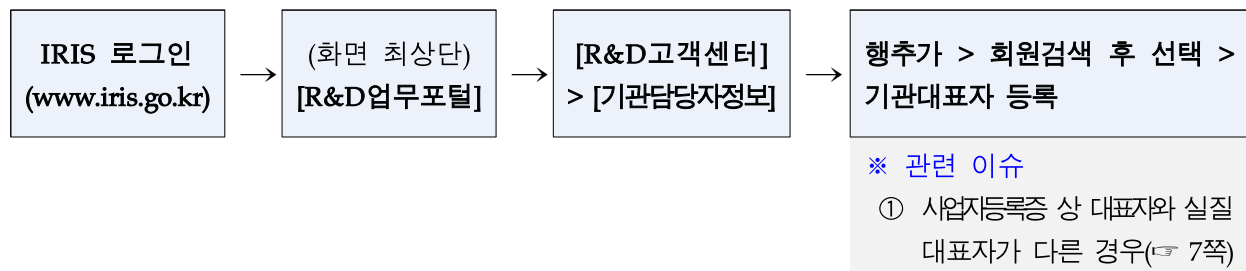 IRIS 로그인
(www.iris.go.kr)
→
(화면 최상단)
[R&D업무포털]
→
[R&D고객센터]
> [기관담당자정보]
→
행추가 > 회원검색 후 선택 >
기관대표자 등록
※ 관련 이슈
① 사업자등록증 상 대표자와 실질
대표자가 다른 경우(☞ 7쪽)